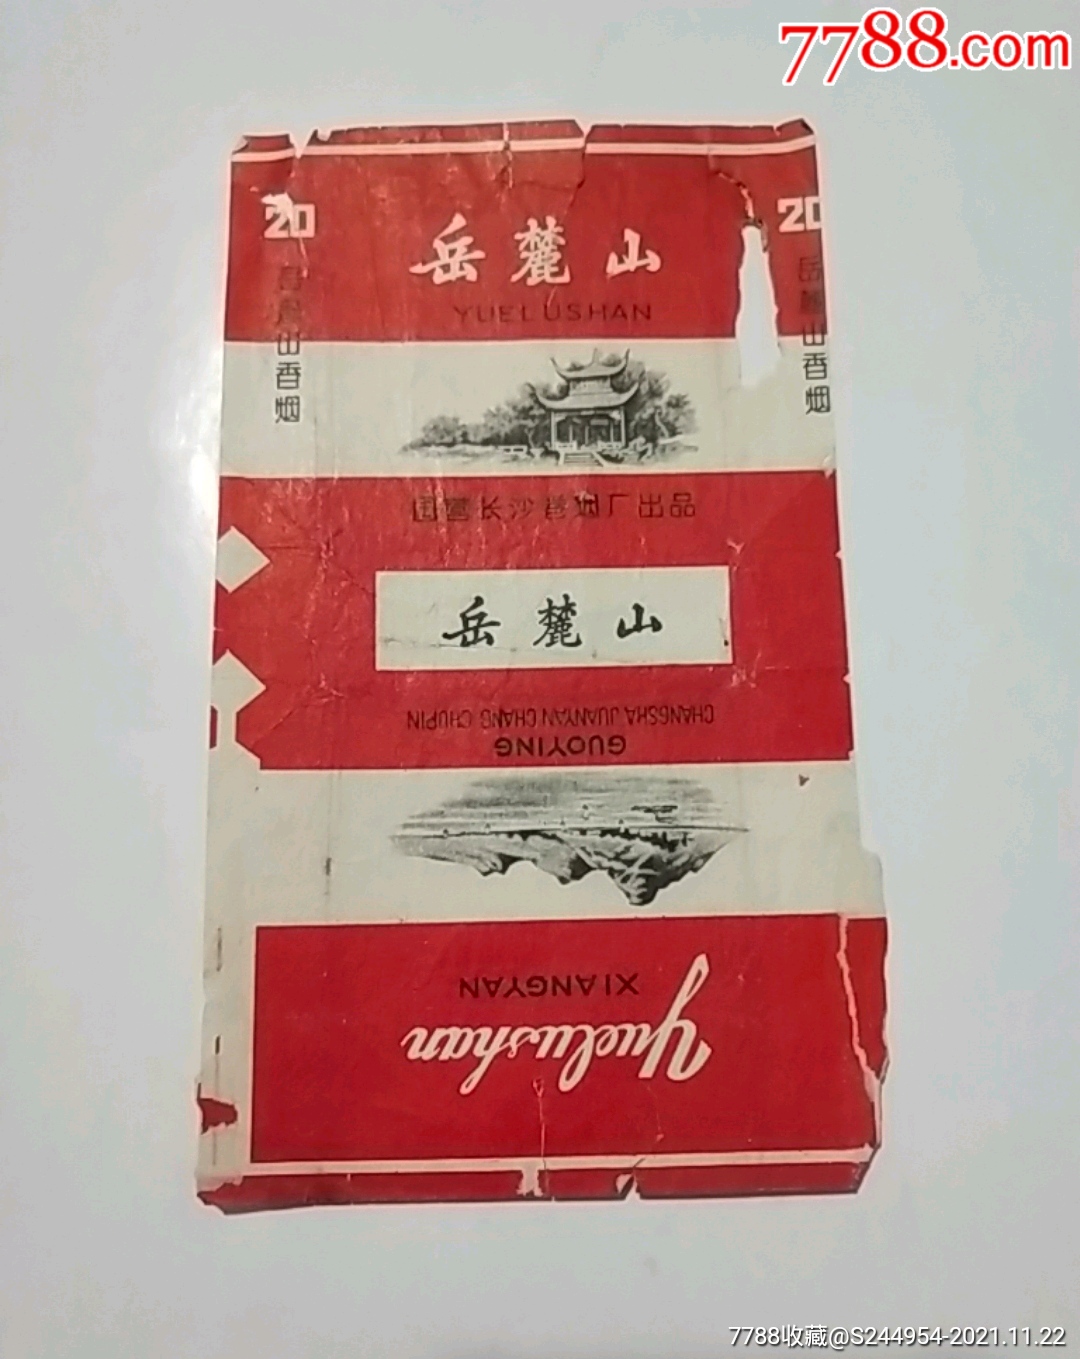 7788.com
20
岳麓山香烟
20
岳麓山香烟
岳麓山
YUELUSHAN
国营长沙卷烟厂出品
岳麓山
CHANGSHA JUANYAN CHANG CHUPIN
GUOYING
XIANGYAN
Yuelushan
7788收藏@S244954-2021.11.22